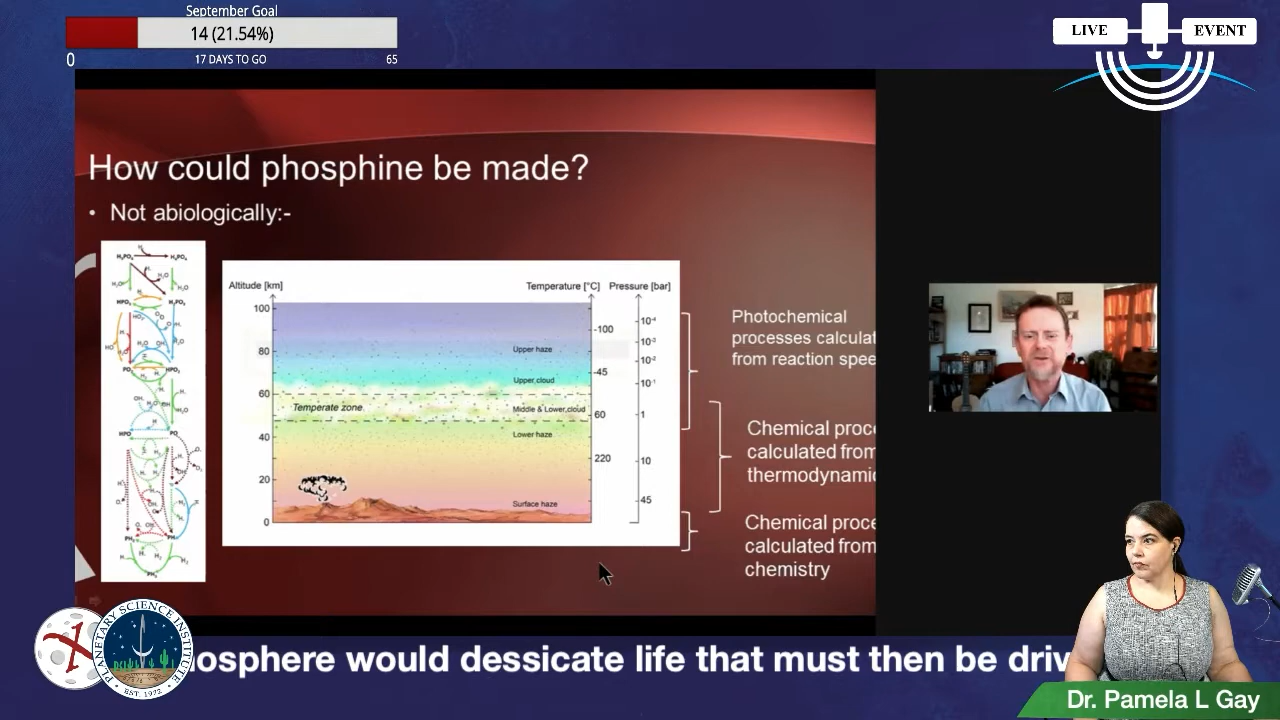 September Goal
14 (21.54%)
0
17 DAYS TO GO
65
LIVE
EVENT
How could phosphine be made?
• Not abiologically:-
Altitude [km]
Temperature [°C]
Pressure [bar]
100
80
60
40
20
0
Upper haze
Upper cloud
Temperate zone
Middle & Lower cloud
Lower haze
Surface haze
-100
-45
60
220
10⁻⁴
10⁻³
10⁻²
10⁻¹
1
10
45
Photochemical
processes calculat
from reaction spee
Chemical proce
calculated from
thermodynamic
Chemical proce
calculated from
chemistry
PLANETARY SCIENCE INSTITUTE
EST. 1972
osphere would dessicate life that must then be driv
Dr. Pamela L Gay